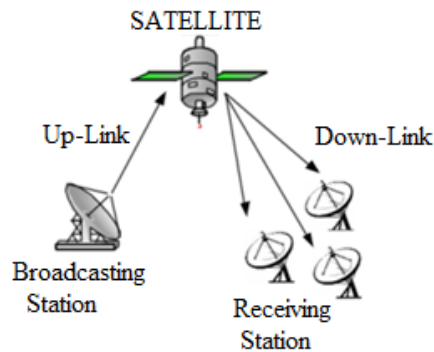 SATELLITE
Up-Link
Down-Link
Broadcasting
Station
Receiving
Station